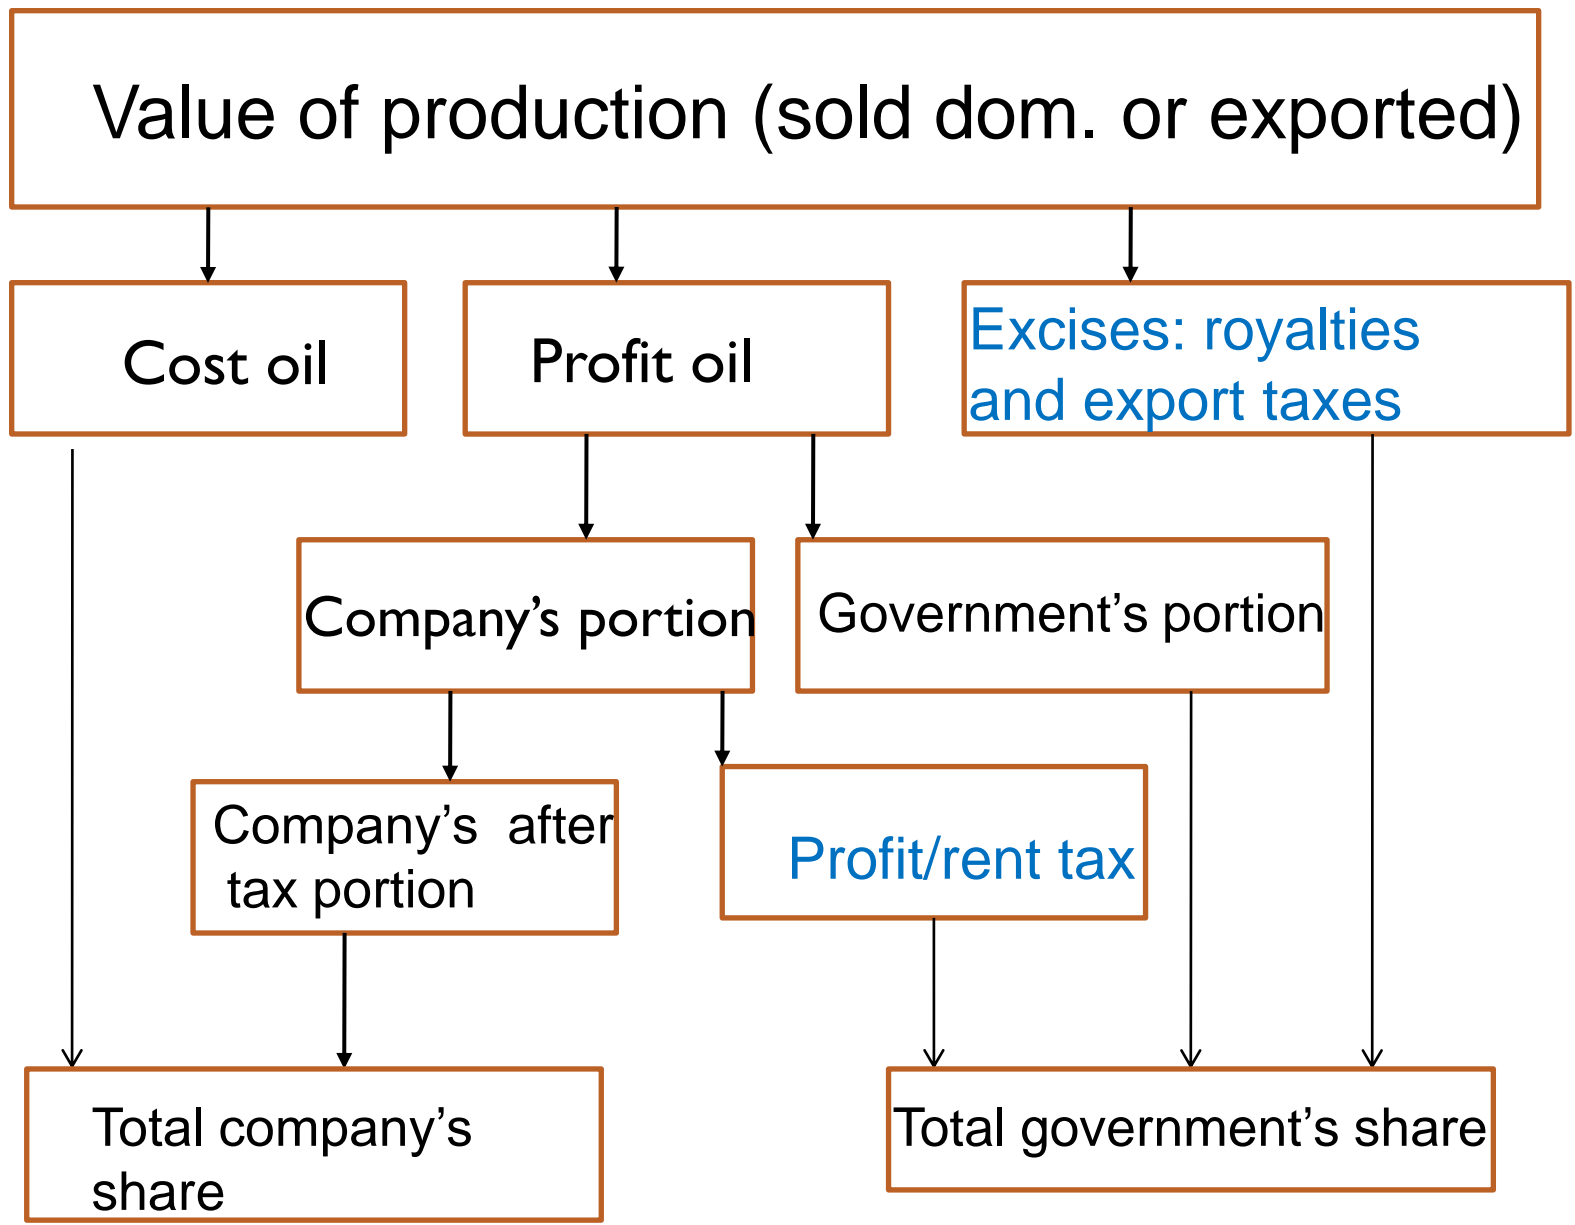 Value of production (sold dom. or exported)
Cost oil
Profit oil
Excises: royalties
and export taxes
Company’s portion
Government’s portion
Company’s after
tax portion
Profit/rent tax
Total company’s
share
Total government’s share